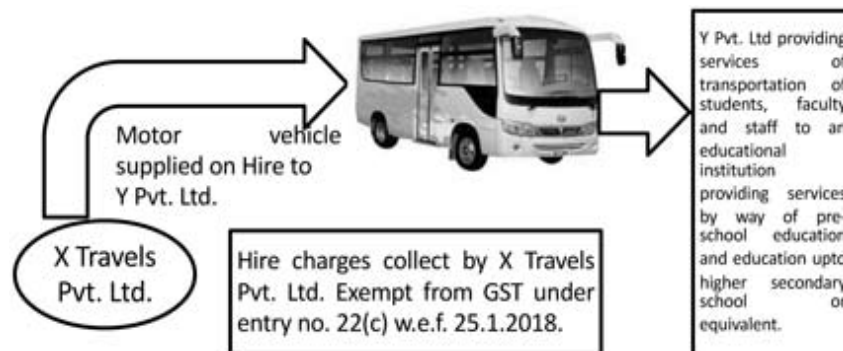 Motor vehicle
supplied on Hire to
Y Pvt. Ltd.
X Travels
Pvt. Ltd.
Hire charges collect by X Travels
Pvt. Ltd. Exempt from GST under
entry no. 22(c) w.e.f. 25.1.2018.
Y Pvt. Ltd providing
services of
transportation of
students, faculty
and staff to an
educational
institution
providing services
by way of pre-
school education
and education upto
higher secondary
school or
equivalent.